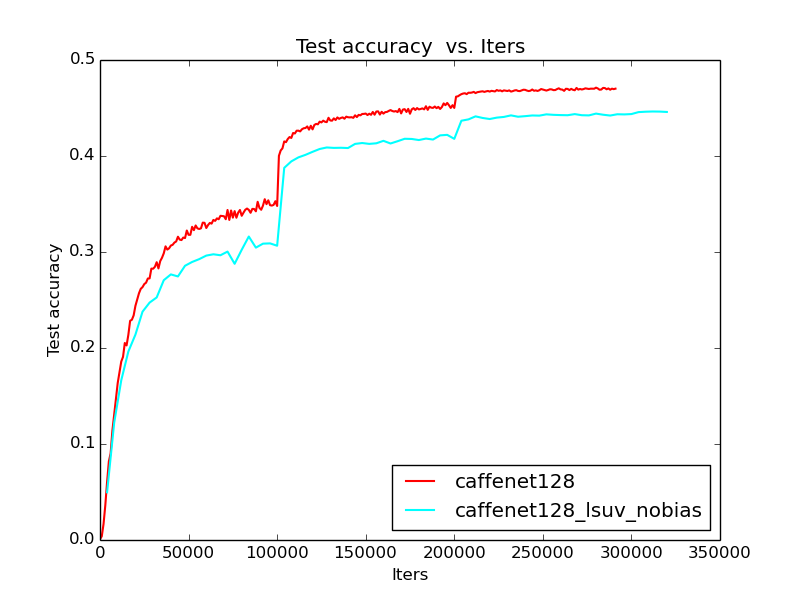 Test accuracy  vs. Iters
0.5
0.4
0.3
0.2
0.1
0.0
Test accuracy
caffenet128
caffenet128_lsuv_nobias
0 50000 100000 150000 200000 250000 300000 350000
Iters